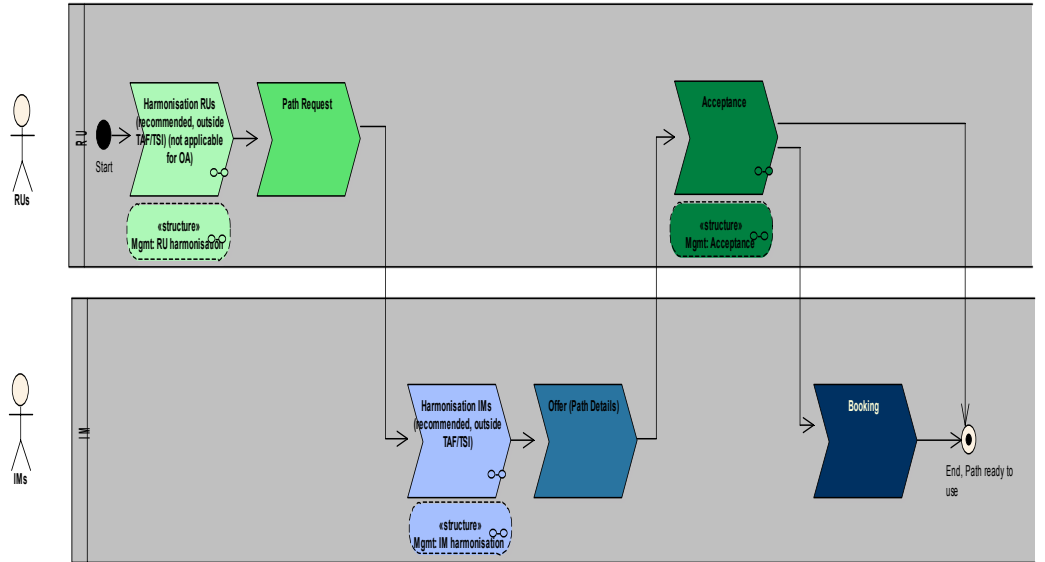 RU
RUs
Start
Harmonisation RUs
(recommended, outside
TAF/TSI) (not applicable
for OA)
«structure»
Mgmt: RU harmonisation
Path Request
Acceptance
«structure»
Mgmt: Acceptance
IM
IMs
Harmonisation IMs
(recommended, outside
TAF/TSI)
«structure»
Mgmt: IM harmonisation
Offer (Path Details)
Booking
End, Path ready to
use